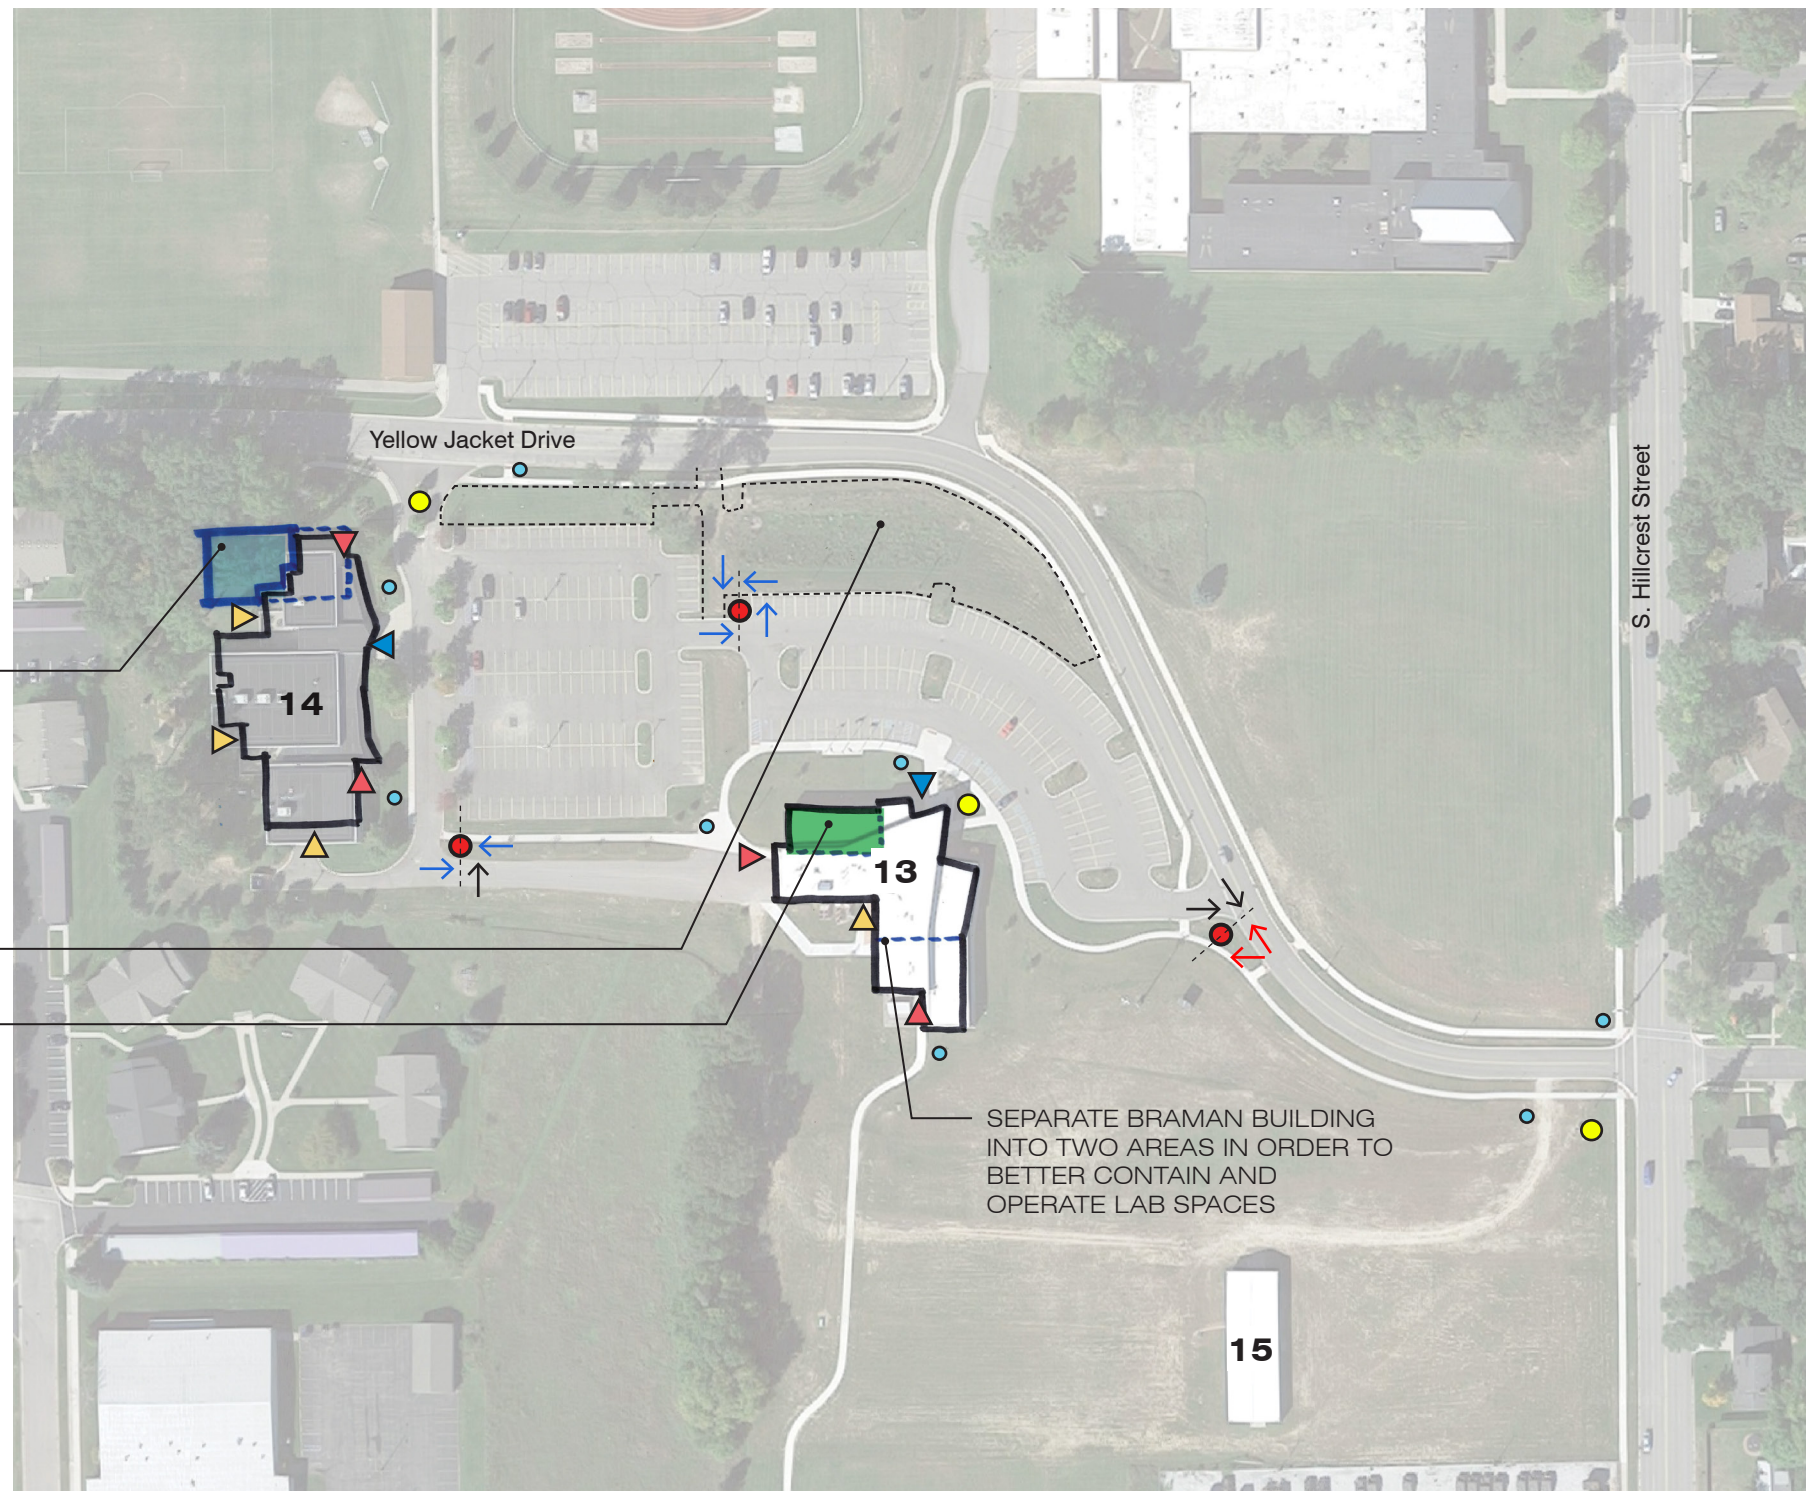 Yellow Jacket Drive
S. Hillcrest Street
14
13
SEPARATE BRAMAN BUILDING
INTO TWO AREAS IN ORDER TO
BETTER CONTAIN AND
OPERATE LAB SPACES
15